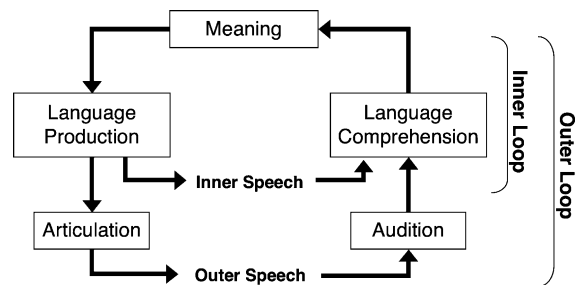 Meaning
Language
Production
Language
Comprehension
Inner Speech
Articulation
Audition
Outer Speech
Inner Loop
Outer Loop